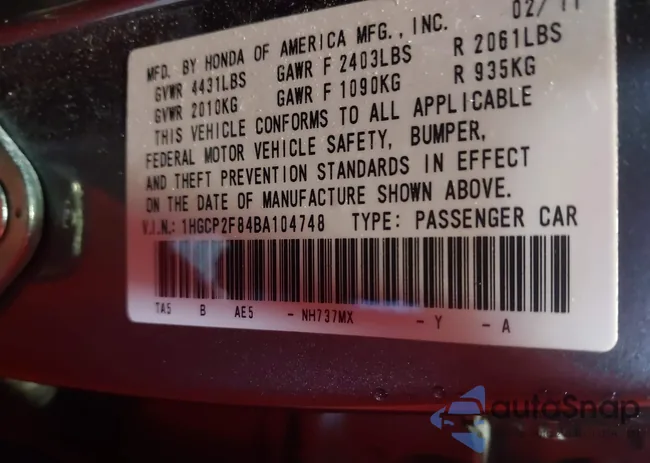 MFD. BY HONDA OF AMERICA MFG., INC. 02/11
GVWR 4431LBS GAWR F 2403LBS R 2061LBS
GVWR 2010KG GAWR F 1090KG R 935KG
THIS VEHICLE CONFORMS TO ALL APPLICABLE
FEDERAL MOTOR VEHICLE SAFETY, BUMPER,
AND THEFT PREVENTION STANDARDS IN EFFECT
ON THE DATE OF MANUFACTURE SHOWN ABOVE.
V.I.N.: 1HGCP2F84BA104748 TYPE: PASSENGER CAR
TA5 B AE5 - NH737MX - Y - A
autoSnap